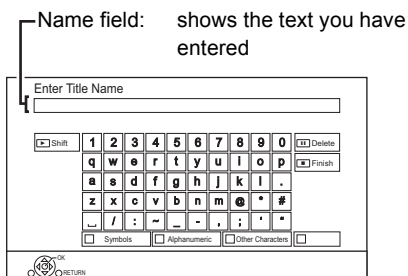 Name field: shows the text you have
entered
Enter Title Name
Shift 1 2 3 4 5 6 7 8 9 0 Delete
q w e r t y u i o p Finish
a s d f g h j k l .
z x c v b n m @ * #
␣ / : ~ _ - , ; ' "
Symbols Alphanumeric Other Characters
OK
RETURN